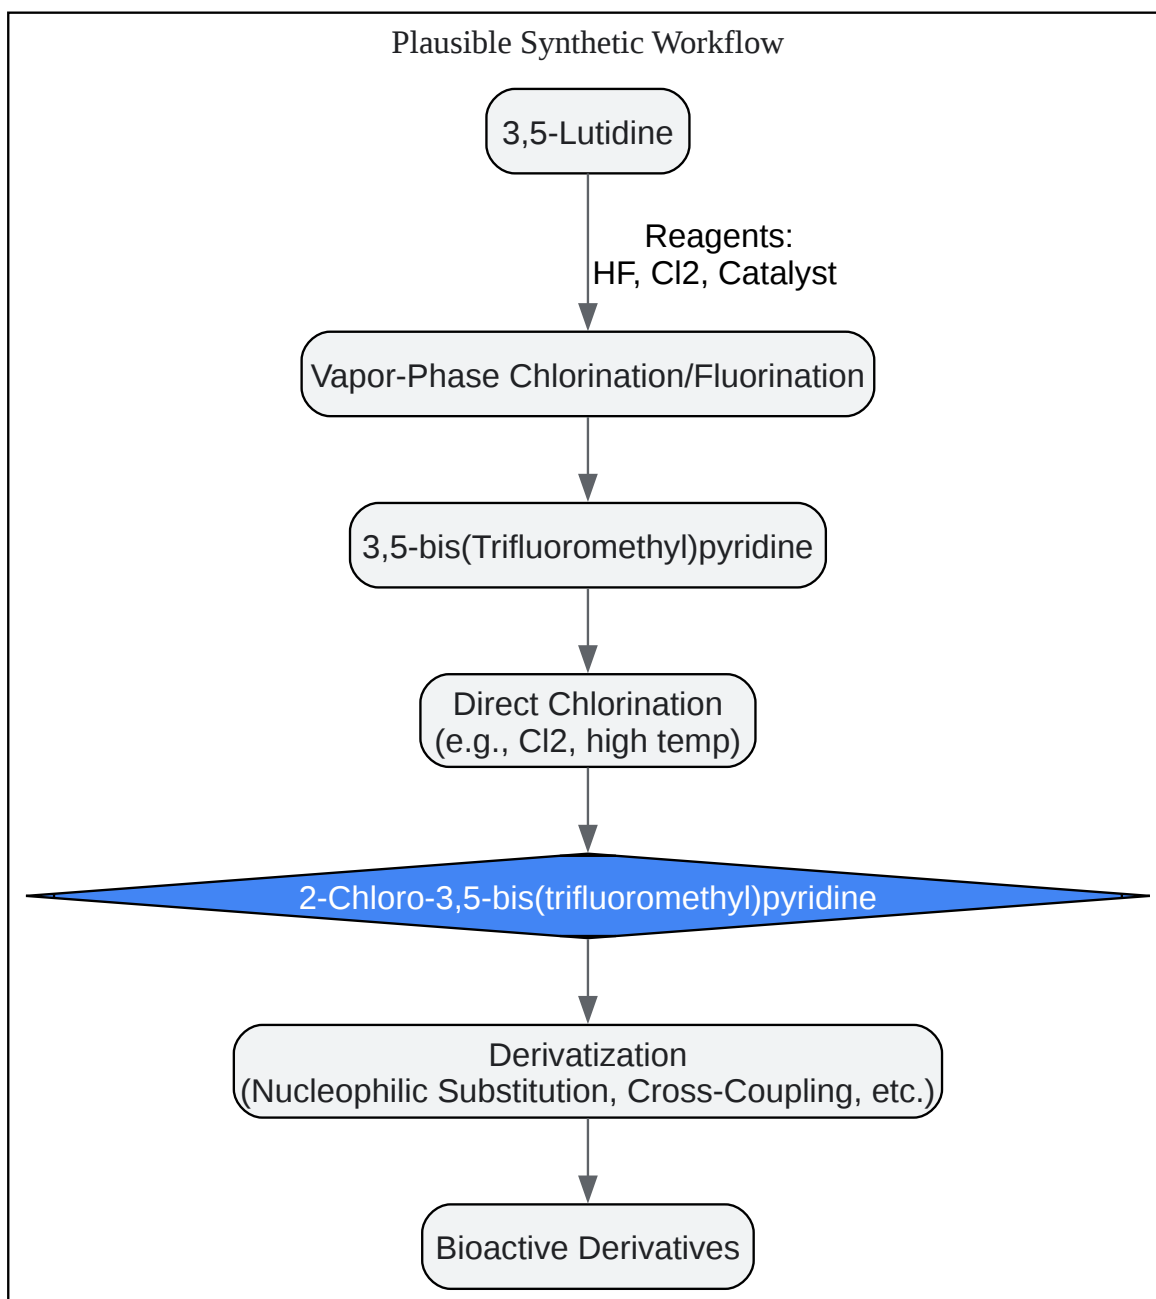 Plausible Synthetic Workflow
3,5-Lutidine
Reagents:
HF, Cl2, Catalyst
Vapor-Phase Chlorination/Fluorination
3,5-bis(Trifluoromethyl)pyridine
Direct Chlorination
(e.g., Cl2, high temp)
2-Chloro-3,5-bis(trifluoromethyl)pyridine
Derivatization
(Nucleophilic Substitution, Cross-Coupling, etc.)
Bioactive Derivatives